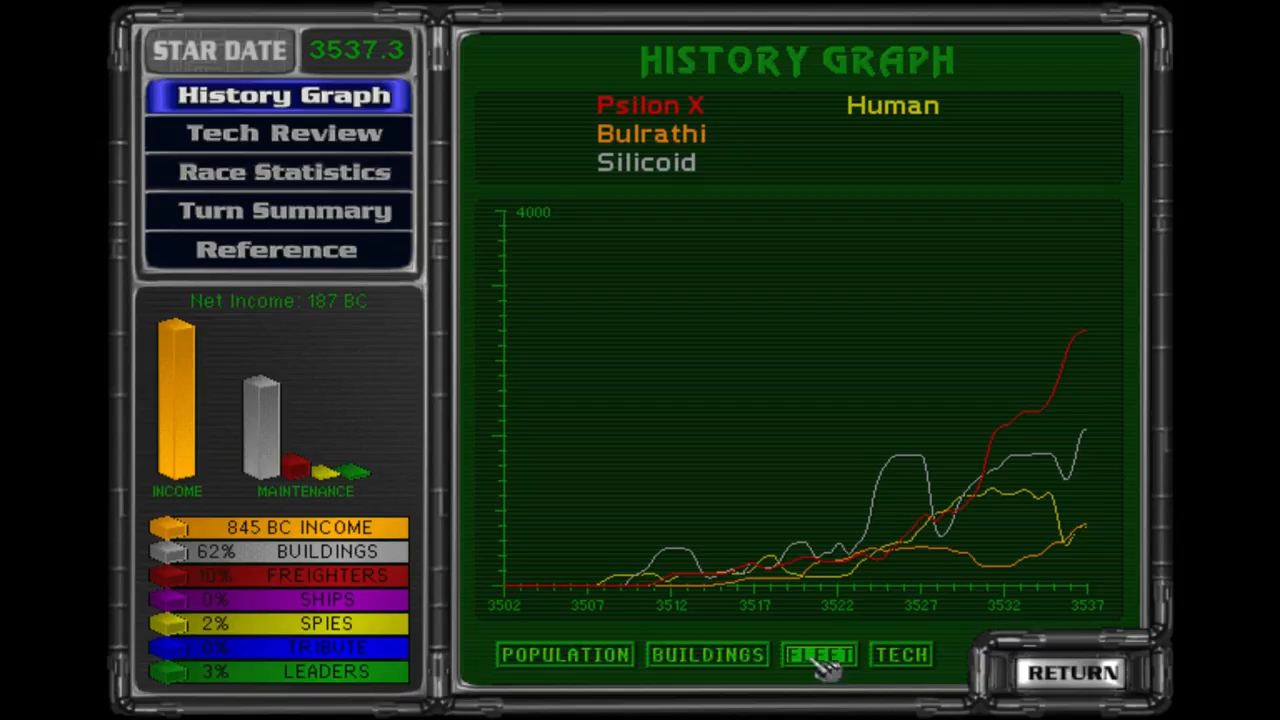 STAR DATE 3537.3
History Graph
Tech Review
Race Statistics
Turn Summary
Reference
Net Income: 187 BC
INCOME MAINTENANCE
845 BC INCOME
62% BUILDINGS
10% FREIGHTERS
0% SHIPS
2% SPIES
0% TRIBUTE
3% LEADERS
HISTORY GRAPH
Psilon X Human
Bulrathi
Silicoid
4000
3502 3507 3512 3517 3522 3527 3532 3537
POPULATION BUILDINGS FLEET TECH
RETURN